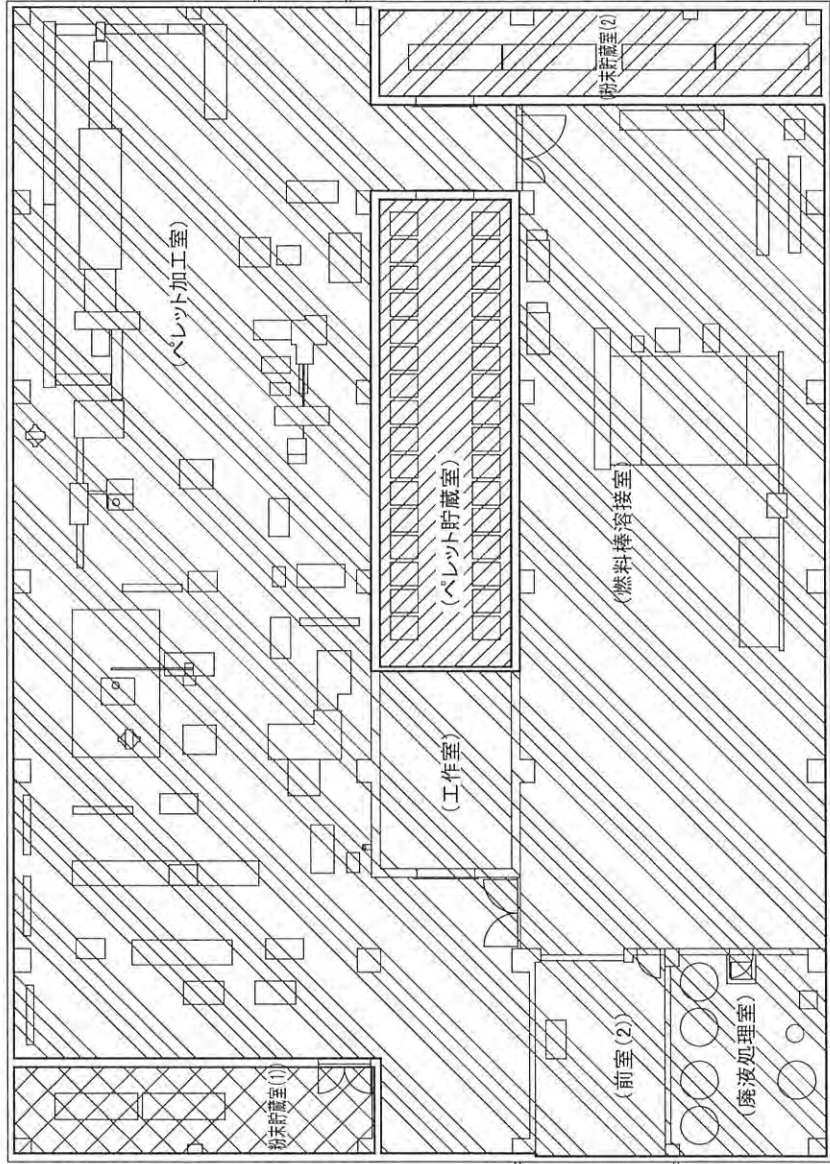 (粉末貯蔵室(2))
(ペレット加工室)
(ペレット貯蔵室)
(燃料棒溶接室)
(工作室)
粉末貯蔵室(1))
(前室(2))
(廃液処理室)